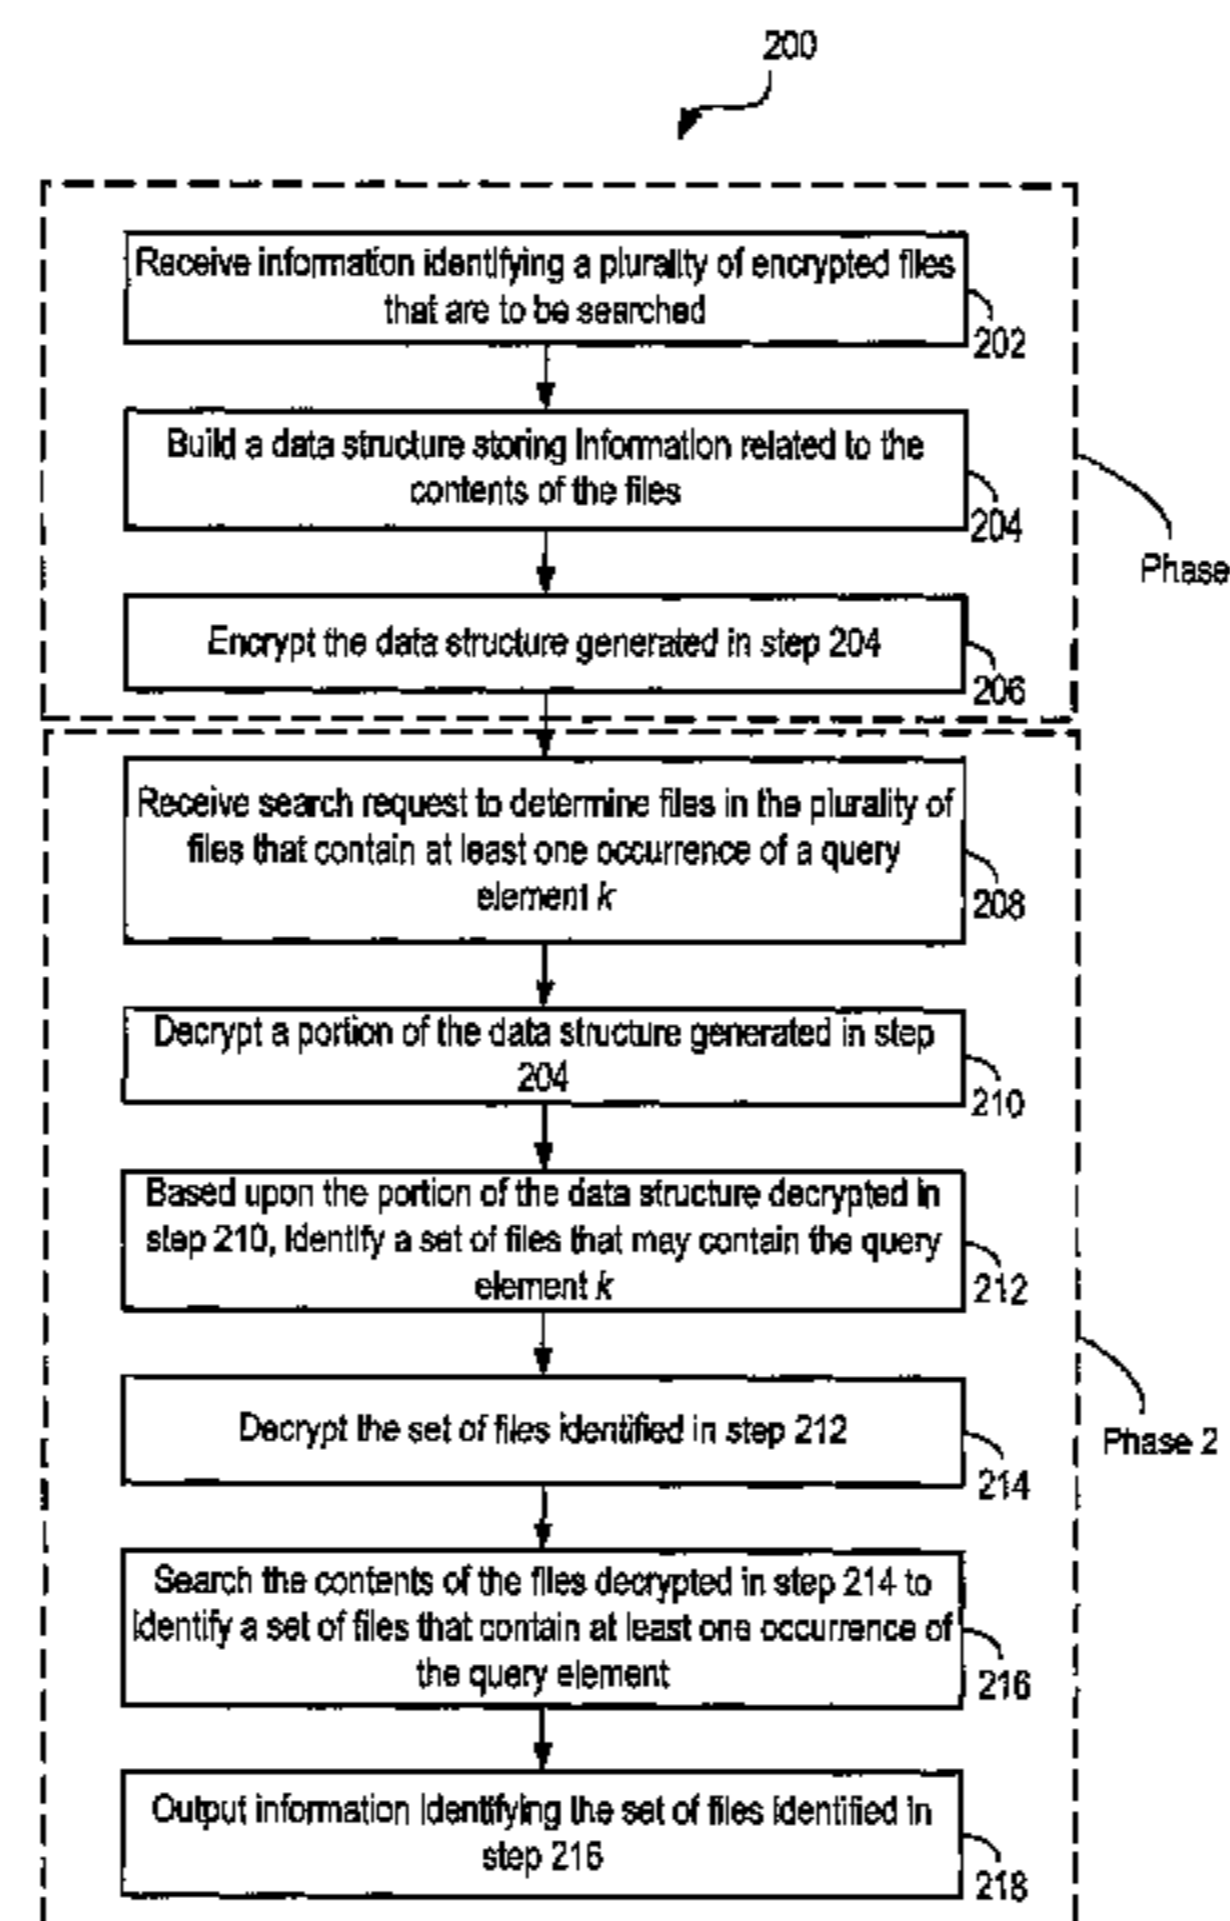 200
Receive information identifying a plurality of encrypted files
that are to be searched
202
Build a data structure storing Information related to the
contents of the files
204
Phase
Encrypt the data structure generated in step 204
206
Receive search request to determine files in the plurality of
files that contain at least one occurrence of a query
element k
208
Decrypt a portion of the data structure generated in step
204
210
Based upon the portion of the data structure decrypted in
step 210, Identify a set of files that may contain the query
element k
212
Decrypt the set of files identified in step 212
214
Phase 2
Search the contents of the files decrypted in step 214 to
identify a set of files that contain at least one occurrence of
the query element
216
Output information identifying the set of files identified in
step 216
218